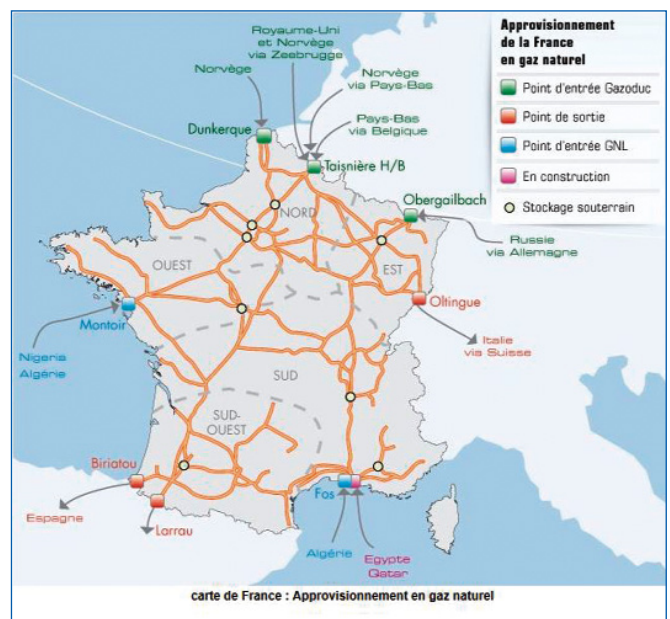 Approvisionnement
de la France
en gaz naturel
Point d'entrée Gazoduc
Point de sortie
Point d'entrée GNL
En construction
Stockage souterrain
Royaume-Uni
et Norvège
via Zeebrugge
Norvège
Norvège
via Pays-Bas
Dunkerque
Pays-Bas
via Belgique
Taisnière H/B
Obergailbach
NORD
Russie
via Allemagne
OUEST
EST
Oltingue
Montoir
Italie
via Suisse
Nigeria
Algérie
SUD
SUD-
OUEST
Biriatou
Fos
Espagne
Larrau
Algérie
Egypte
Qatar
carte de France : Approvisionnement en gaz naturel